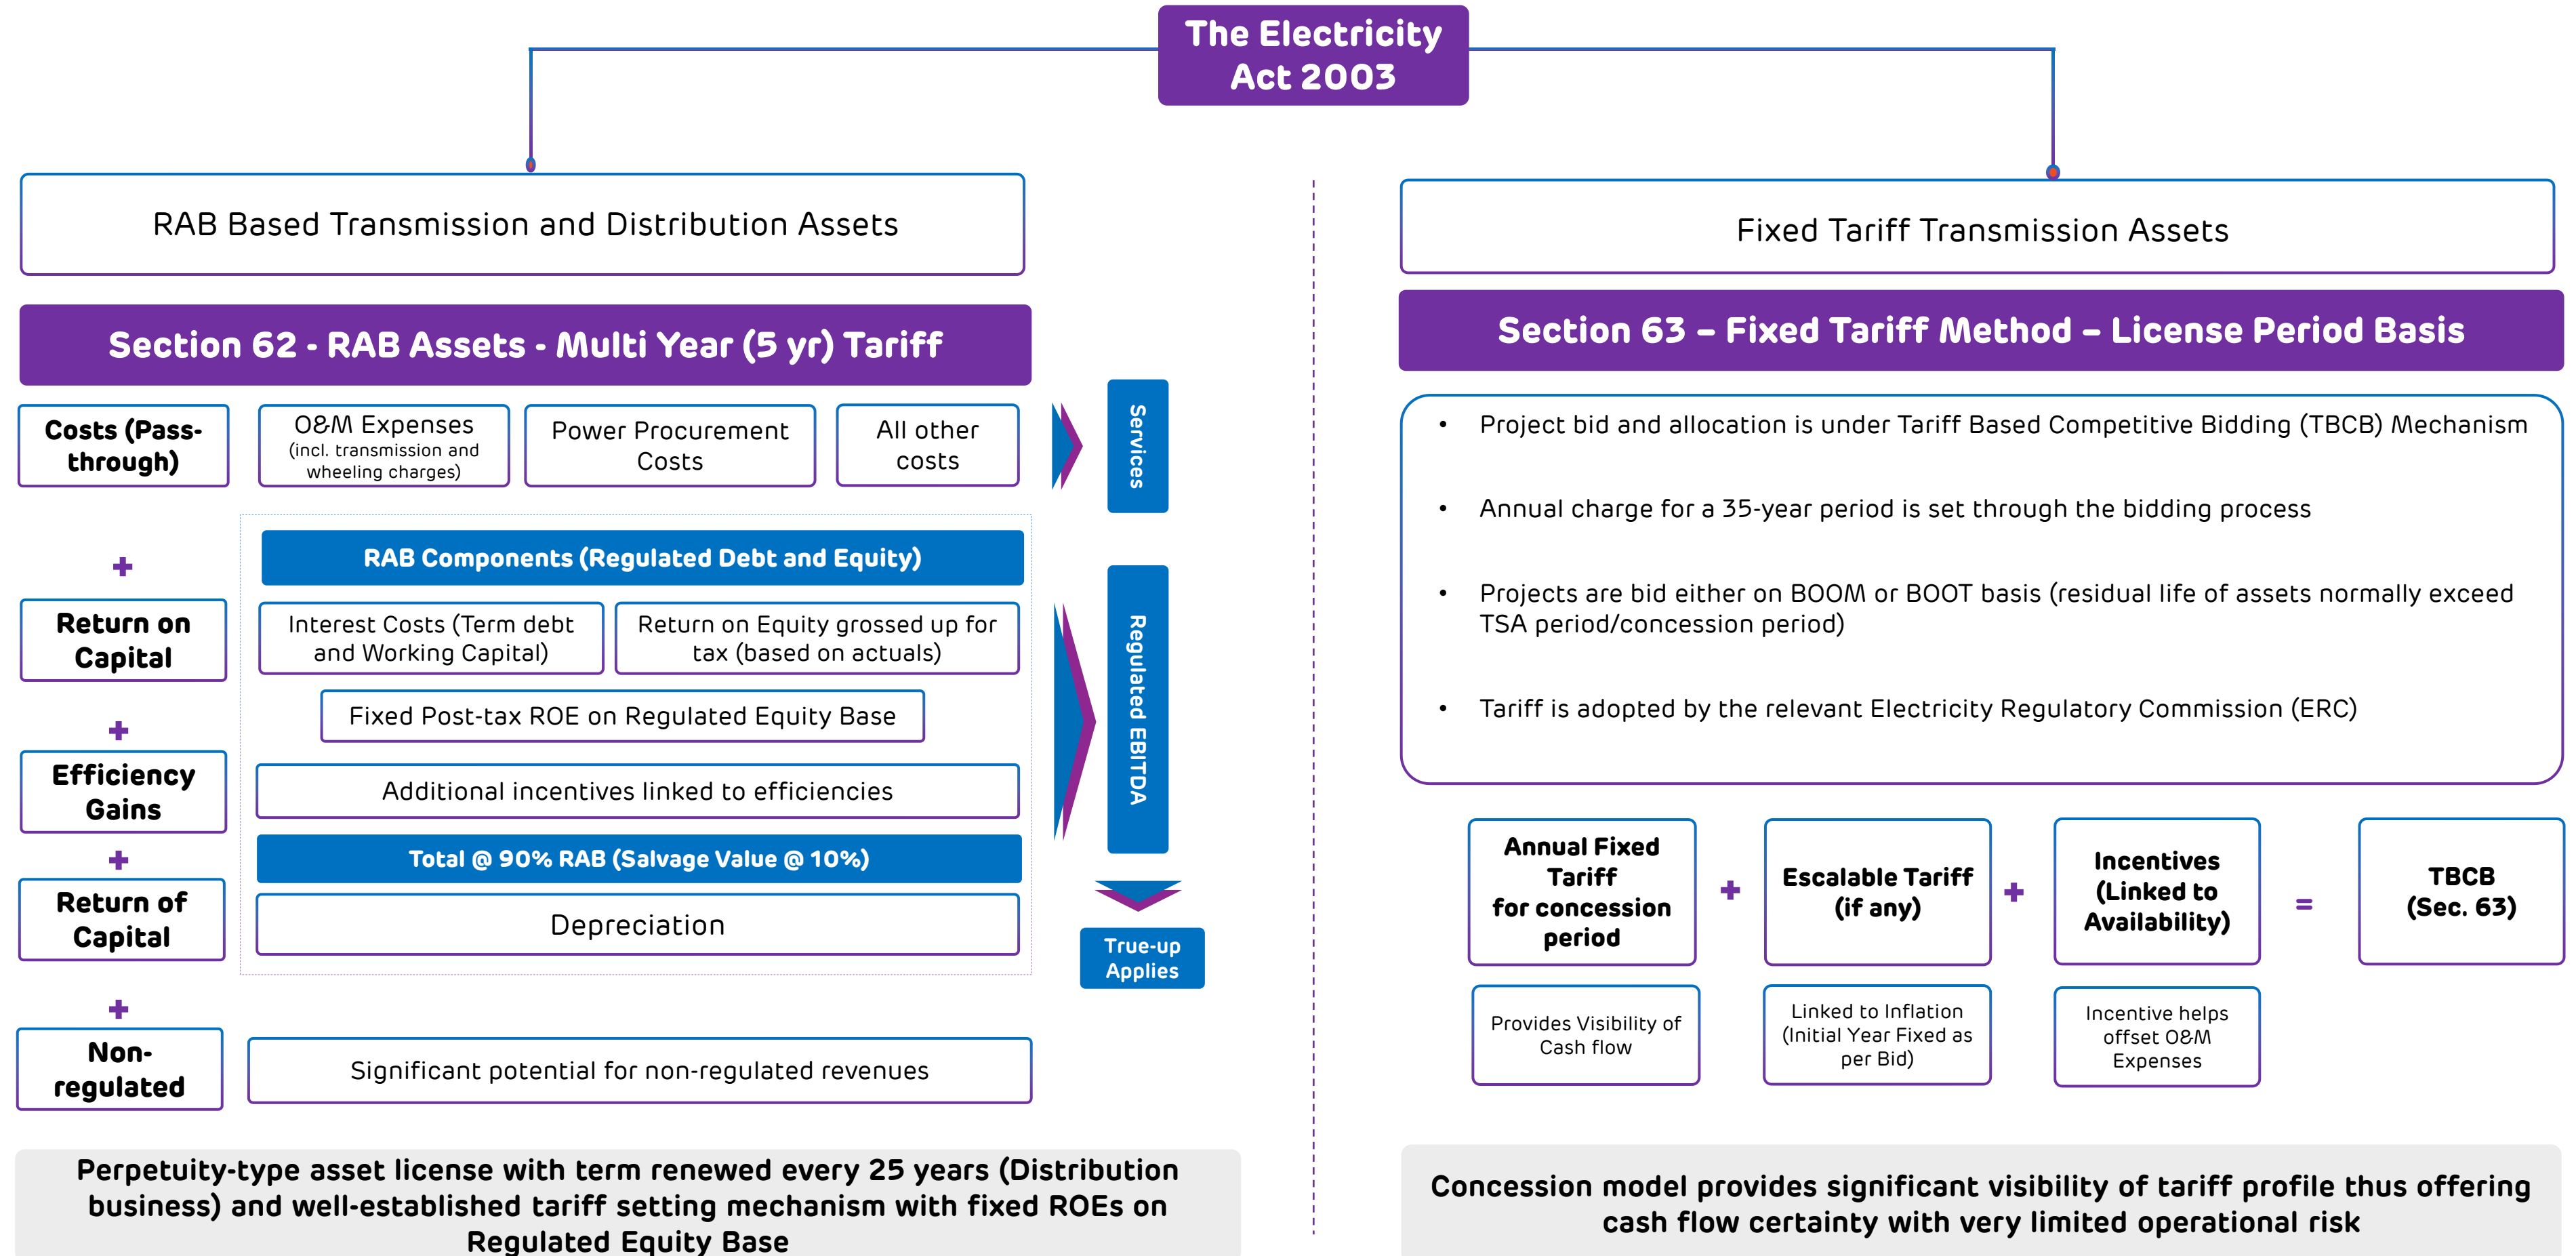 The Electricity
Act 2003
RAB Based Transmission and Distribution Assets
Section 62 - RAB Assets - Multi Year (5 yr) Tariff
Costs (Pass-
through)
O&M Expenses
(incl. transmission and
wheeling charges)
Power Procurement
Costs
All other
costs
Services
+
RAB Components (Regulated Debt and Equity)
Return on
Capital
Interest Costs (Term debt
and Working Capital)
Return on Equity grossed up for
tax (based on actuals)
Fixed Post-tax ROE on Regulated Equity Base
Regulated EBITDA
+
Efficiency
Gains
Additional incentives linked to efficiencies
+
Total @ 90% RAB (Salvage Value @ 10%)
Return of
Capital
Depreciation
True-up
Applies
+
Non-
regulated
Significant potential for non-regulated revenues
Perpetuity-type asset license with term renewed every 25 years (Distribution
business) and well-established tariff setting mechanism with fixed ROEs on
Regulated Equity Base
Fixed Tariff Transmission Assets
Section 63 – Fixed Tariff Method – License Period Basis
• Project bid and allocation is under Tariff Based Competitive Bidding (TBCB) Mechanism
• Annual charge for a 35-year period is set through the bidding process
• Projects are bid either on BOOM or BOOT basis (residual life of assets normally exceed
TSA period/concession period)
• Tariff is adopted by the relevant Electricity Regulatory Commission (ERC)
Annual Fixed
Tariff
for concession
period
+
Escalable Tariff
(if any)
+
Incentives
(Linked to
Availability)
=
TBCB
(Sec. 63)
Provides Visibility of
Cash flow
Linked to Inflation
(Initial Year Fixed as
per Bid)
Incentive helps
offset O&M
Expenses
Concession model provides significant visibility of tariff profile thus offering
cash flow certainty with very limited operational risk